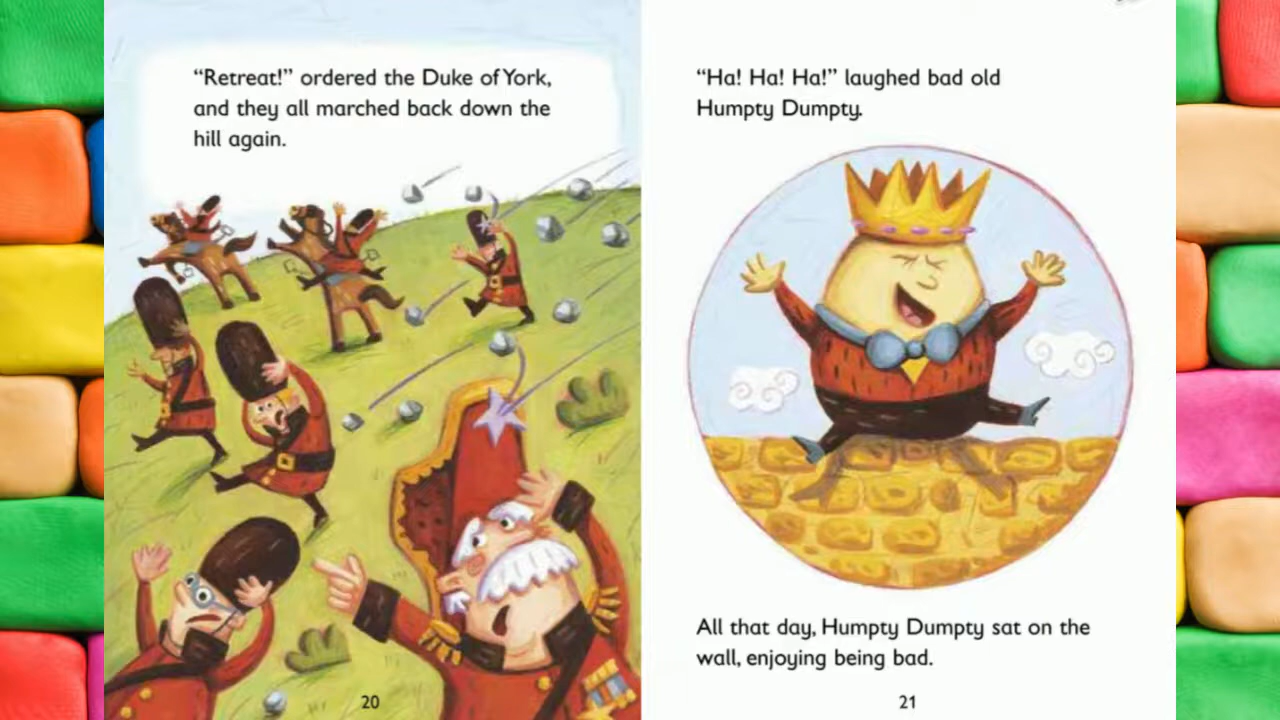 “Retreat!” ordered the Duke of York,
and they all marched back down the
hill again.
20
“Ha! Ha! Ha!” laughed bad old
Humpty Dumpty.
All that day, Humpty Dumpty sat on the
wall, enjoying being bad.
21